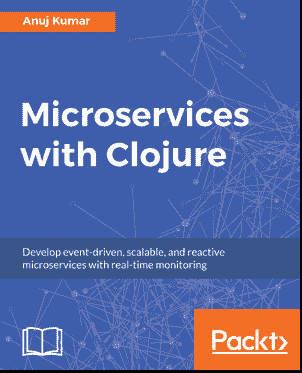 Anuj Kumar
Microservices
with Clojure
Develop event-driven, scalable, and reactive
microservices with real-time monitoring
Packt>